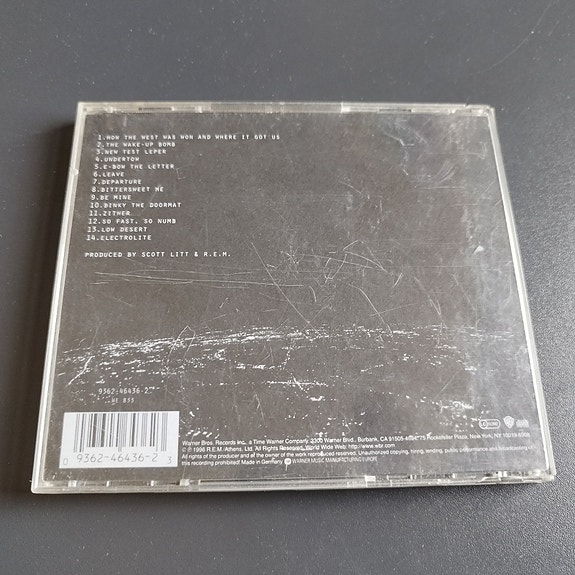 1.HOW THE WEST WAS WON AND WHERE IT GOT US
2.THE WAKE-UP BOMB
3.NEW TEST LEPER
4.UNDERTOW
5.E-BOW THE LETTER
6.LEAVE
7.DEPARTURE
8.BITTERSWEET ME
9.BE MINE
10.BINKY THE DOORMAT
11.ZITHER
12.SO FAST, SO NUMB
13.LOW DESERT
14.ELECTROLITE
PRODUCED BY SCOTT LITT & R.E.M.
9362-46436-2
WE 833
0 9362-46436-2 3
Warner Bros. Records Inc., a Time Warner Company 3300 Warner Blvd., Burbank, CA 91505-4694. 75 Rockefeller Plaza, New York, NY 10019-6908
℗ 1996 R.E.M. Athens, Ltd. All Rights Reserved. World Wide Web: http://www.wbr.com
All rights of the producer and of the owner of the work reproduced reserved. Unauthorized copying, hiring, lending, public performance and broadcasting of
this recording prohibited. Made in Germany WARNER MUSIC MANUFACTURING EUROPE